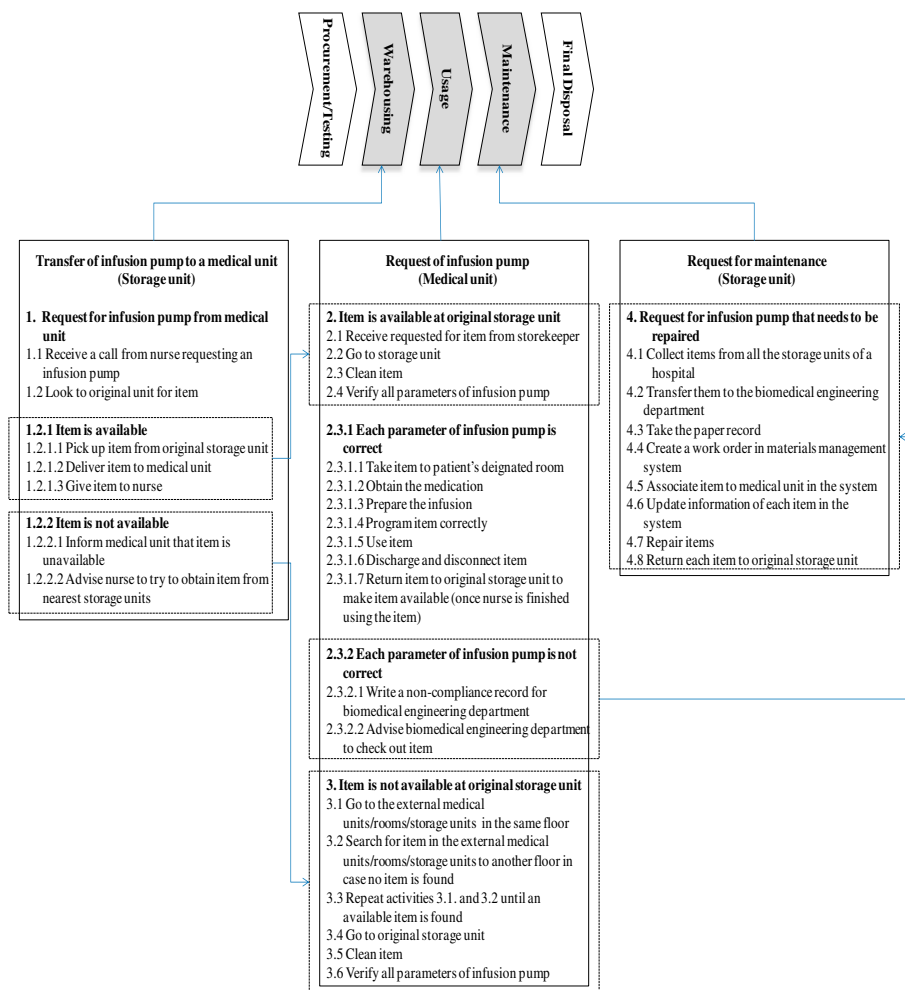 Procurement/Testing
Warehousing
Usage
Maintenance
Final Disposal
Transfer of infusion pump to a medical unit
(Storage unit)
1. Request for infusion pump from medical
unit
1.1 Receive a call from nurse requesting an
infusion pump
1.2 Look to original unit for item
1.2.1 Item is available
1.2.1.1 Pick up item from original storage unit
1.2.1.2 Deliver item to medical unit
1.2.1.3 Give item to nurse
1.2.2 Item is not available
1.2.2.1 Inform medical unit that item is
unavailable
1.2.2.2 Advise nurse to try to obtain item from
nearest storage units
Request of infusion pump
(Medical unit)
2. Item is available at original storage unit
2.1 Receive requested for item from storekeeper
2.2 Go to storage unit
2.3 Clean item
2.4 Verify all parameters of infusion pump
2.3.1 Each parameter of infusion pump is
correct
2.3.1.1 Take item to patient's deignated room
2.3.1.2 Obtain the medication
2.3.1.3 Prepare the infusion
2.3.1.4 Program item correctly
2.3.1.5 Use item
2.3.1.6 Discharge and disconnect item
2.3.1.7 Return item to original storage unit to
make item available (once nurse is finished
using the item)
2.3.2 Each parameter of infusion pump is not
correct
2.3.2.1 Write a non-compliance record for
biomedical engineering department
2.3.2.2 Advise biomedical engineering department
to check out item
3. Item is not available at original storage unit
3.1 Go to the external medical
units/rooms/storage units in the same floor
3.2 Search for item in the external medical
units/rooms/storage units to another floor in
case no item is found
3.3 Repeat activities 3.1. and 3.2 until an
available item is found
3.4 Go to original storage unit
3.5 Clean item
3.6 Verify all parameters of infusion pump
Request for maintenance
(Storage unit)
4. Request for infusion pump that needs to be
repaired
4.1 Collect items from all the storage units of a
hospital
4.2 Transfer them to the biomedical engineering
department
4.3 Take the paper record
4.4 Create a work order in materials management
system
4.5 Associate item to medical unit in the system
4.6 Update information of each item in the
system
4.7 Repair items
4.8 Return each item to original storage unit